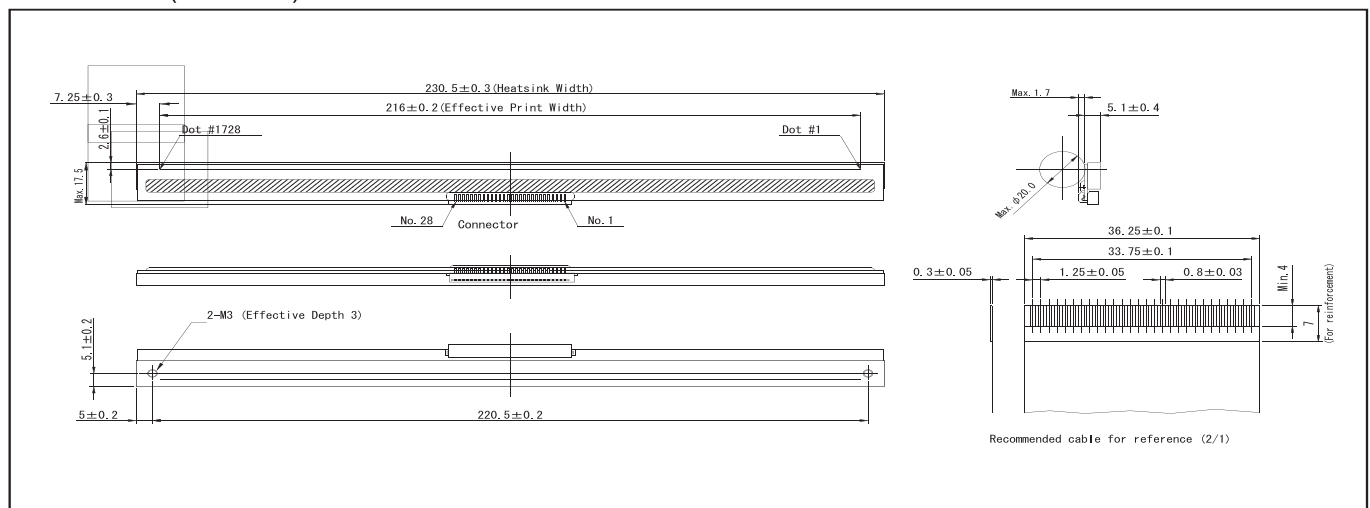 230.5±0.3(Heatsink Width)
7.25±0.3
216±0.2(Effective Print Width)
2.6±0.1
Dot #1728
Dot #1
Max.17.5
No.28
Connector
No.1
Max.1.7
5.1±0.4
Max.φ20.0
36.25±0.1
33.75±0.1
0.3±0.05
1.25±0.05
0.8±0.03
Min.4
7
(For reinforcement)
2-M3 (Effective Depth 3)
5.1±0.2
5±0.2
220.5±0.2
Recommended cable for reference (2/1)